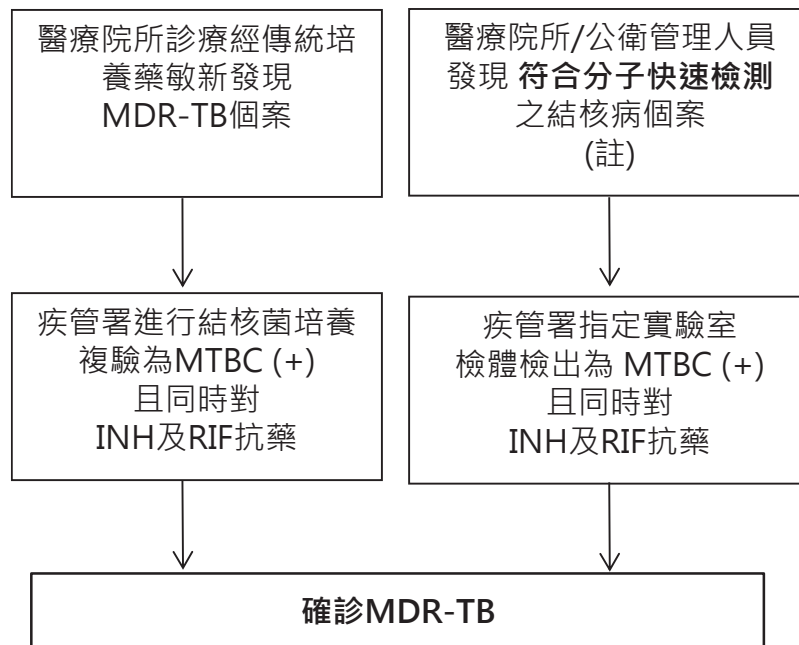 醫療院所診療經傳統培
養藥敏新發現
MDR-TB個案
醫療院所/公衛管理人員
發現 符合分子快速檢測
之結核病個案
(註)
疾管署進行結核菌培養
複驗為MTBC (+)
且同時對
INH及RIF抗藥
疾管署指定實驗室
檢體檢出為 MTBC (+)
且同時對
INH及RIF抗藥
確診MDR-TB